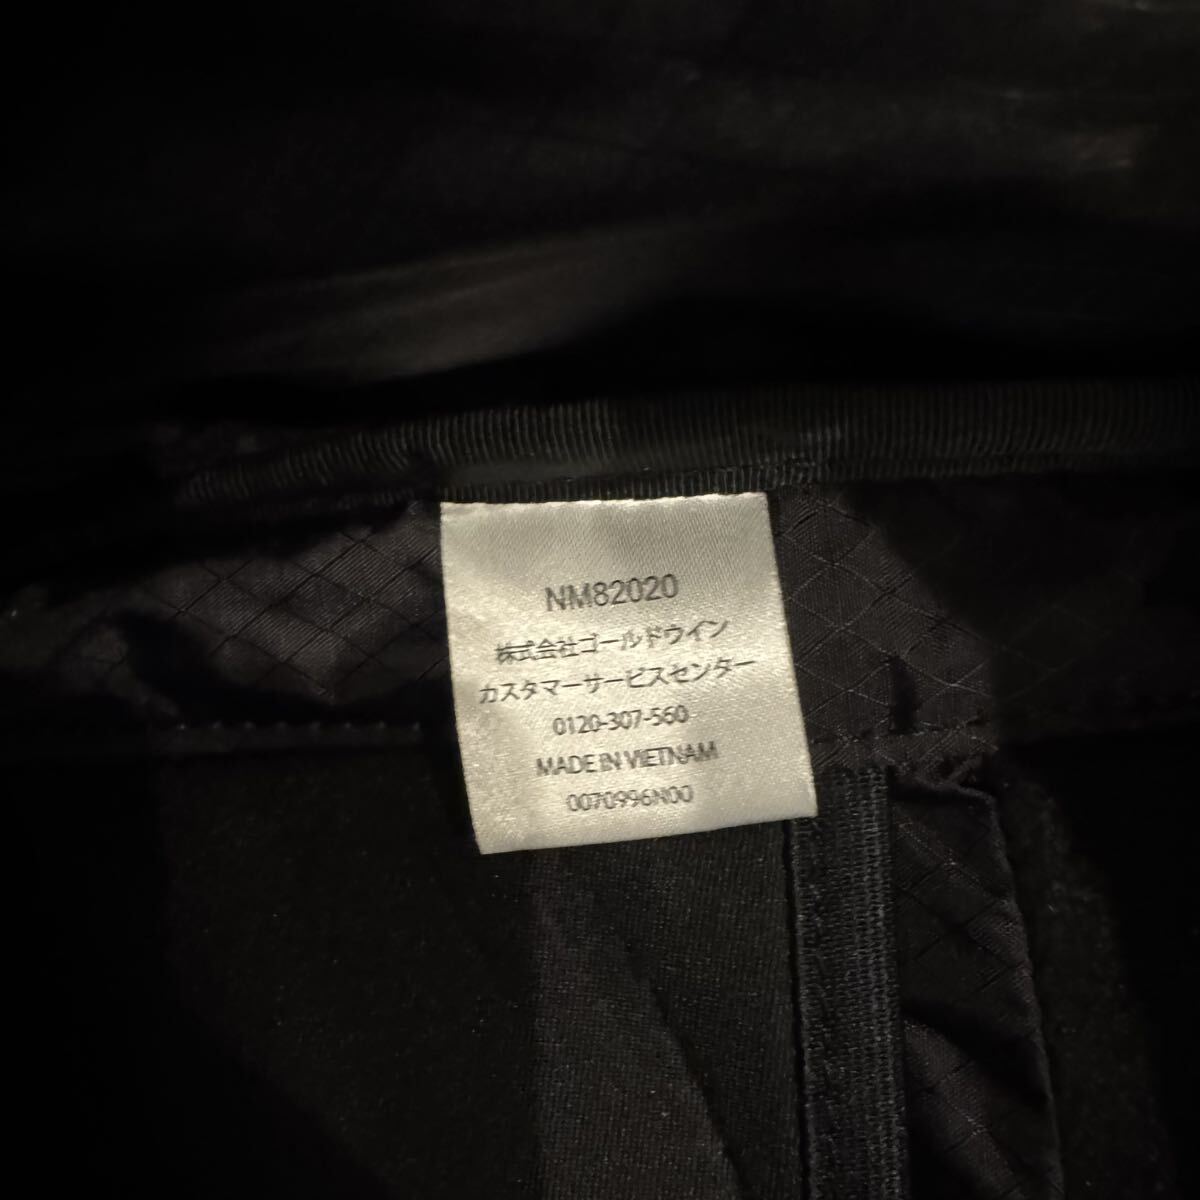 NM82020
株式会社ゴールドウイン
カスタマーサービスセンター
0120-307-560
MADE IN VIETNAM
0070996N00